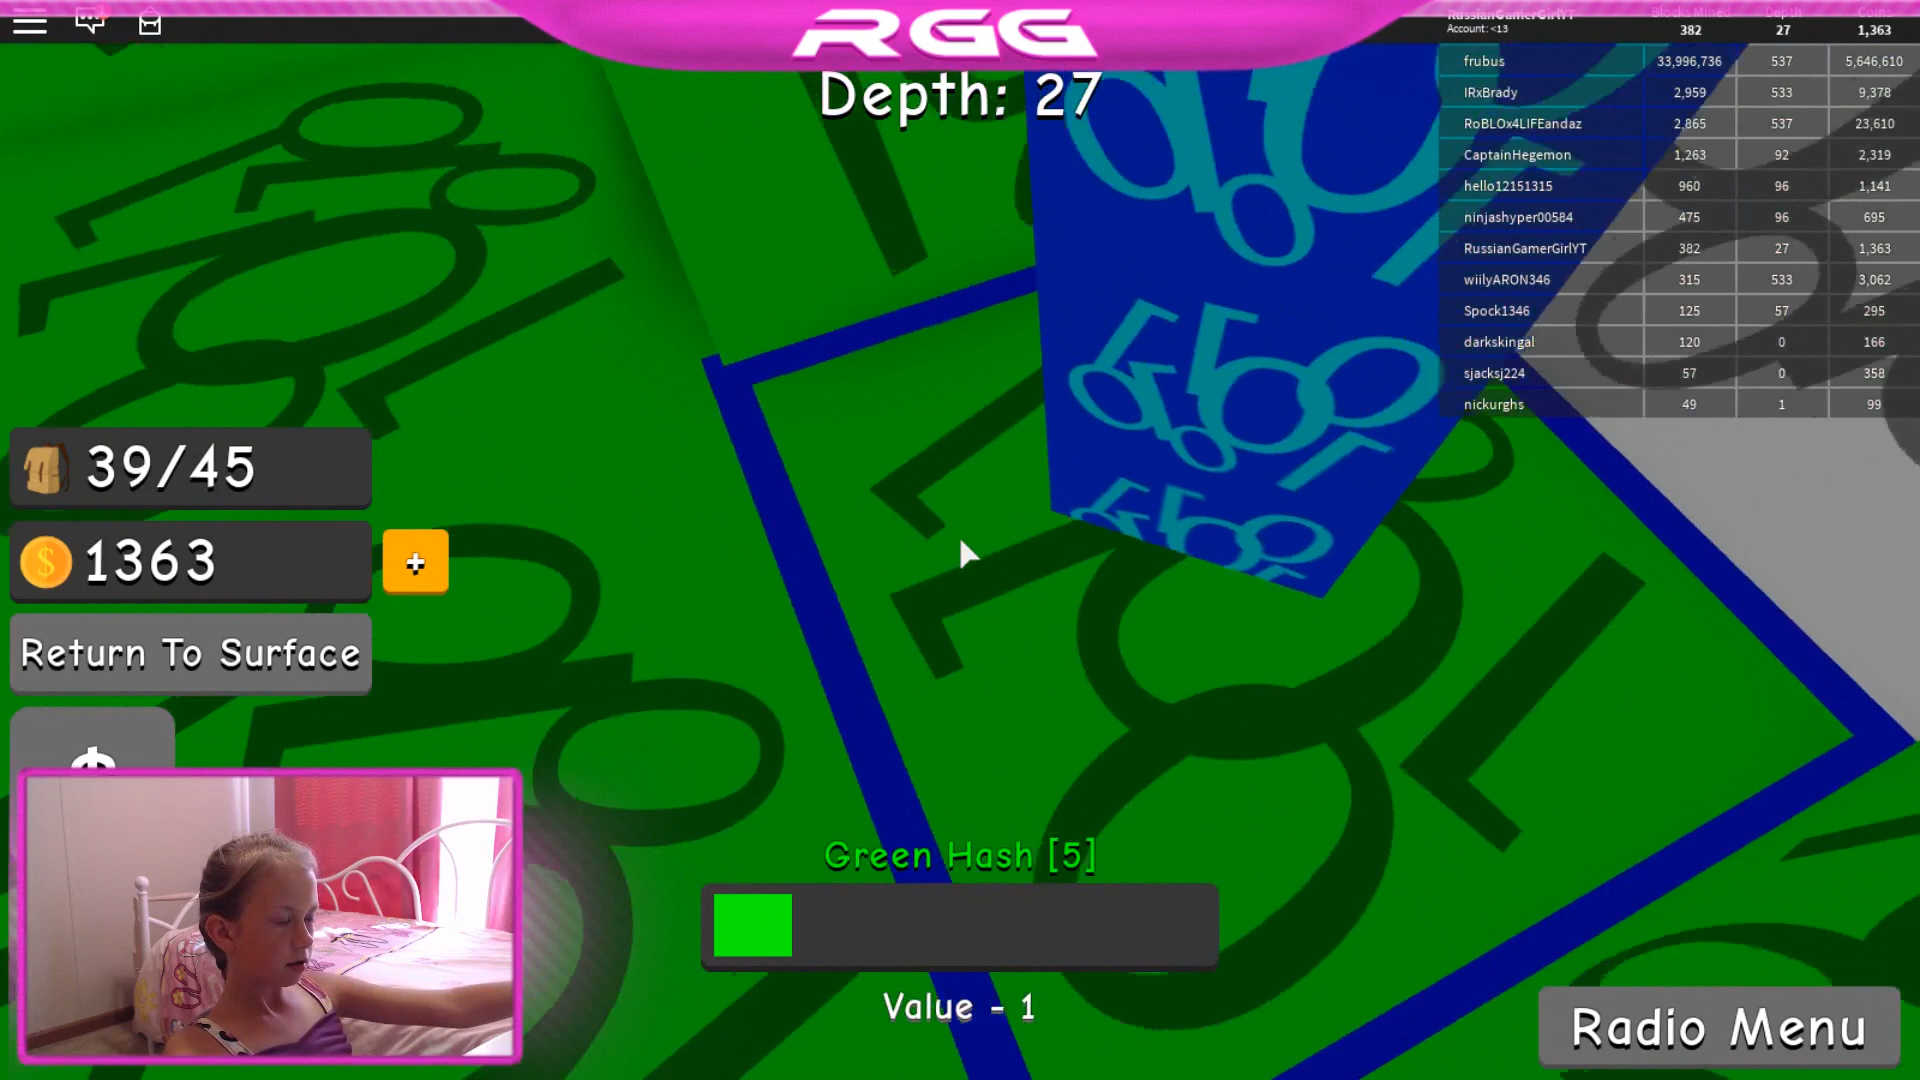 RGG
Depth: 27
RussianGamerGirlYT Blocks Mined Depth Coins
Account: <13 382 27 1,363
frubus 33,996,736 537 5,646,610
IRxBrady 2,959 533 9,378
RoBLOx4LIFEandaz 2,865 537 23,610
CaptainHegemon 1,263 92 2,319
hello12151315 960 96 1,141
ninjashyper00584 475 96 695
RussianGamerGirlYT 382 27 1,363
wiilyARON346 315 533 3,062
Spock1346 125 57 295
darkskingal 120 0 166
sjacksj224 57 0 358
nickurghs 49 1 99
39/45
$ 1363 +
Return To Surface
Green Hash [5]
Value - 1
Radio Menu